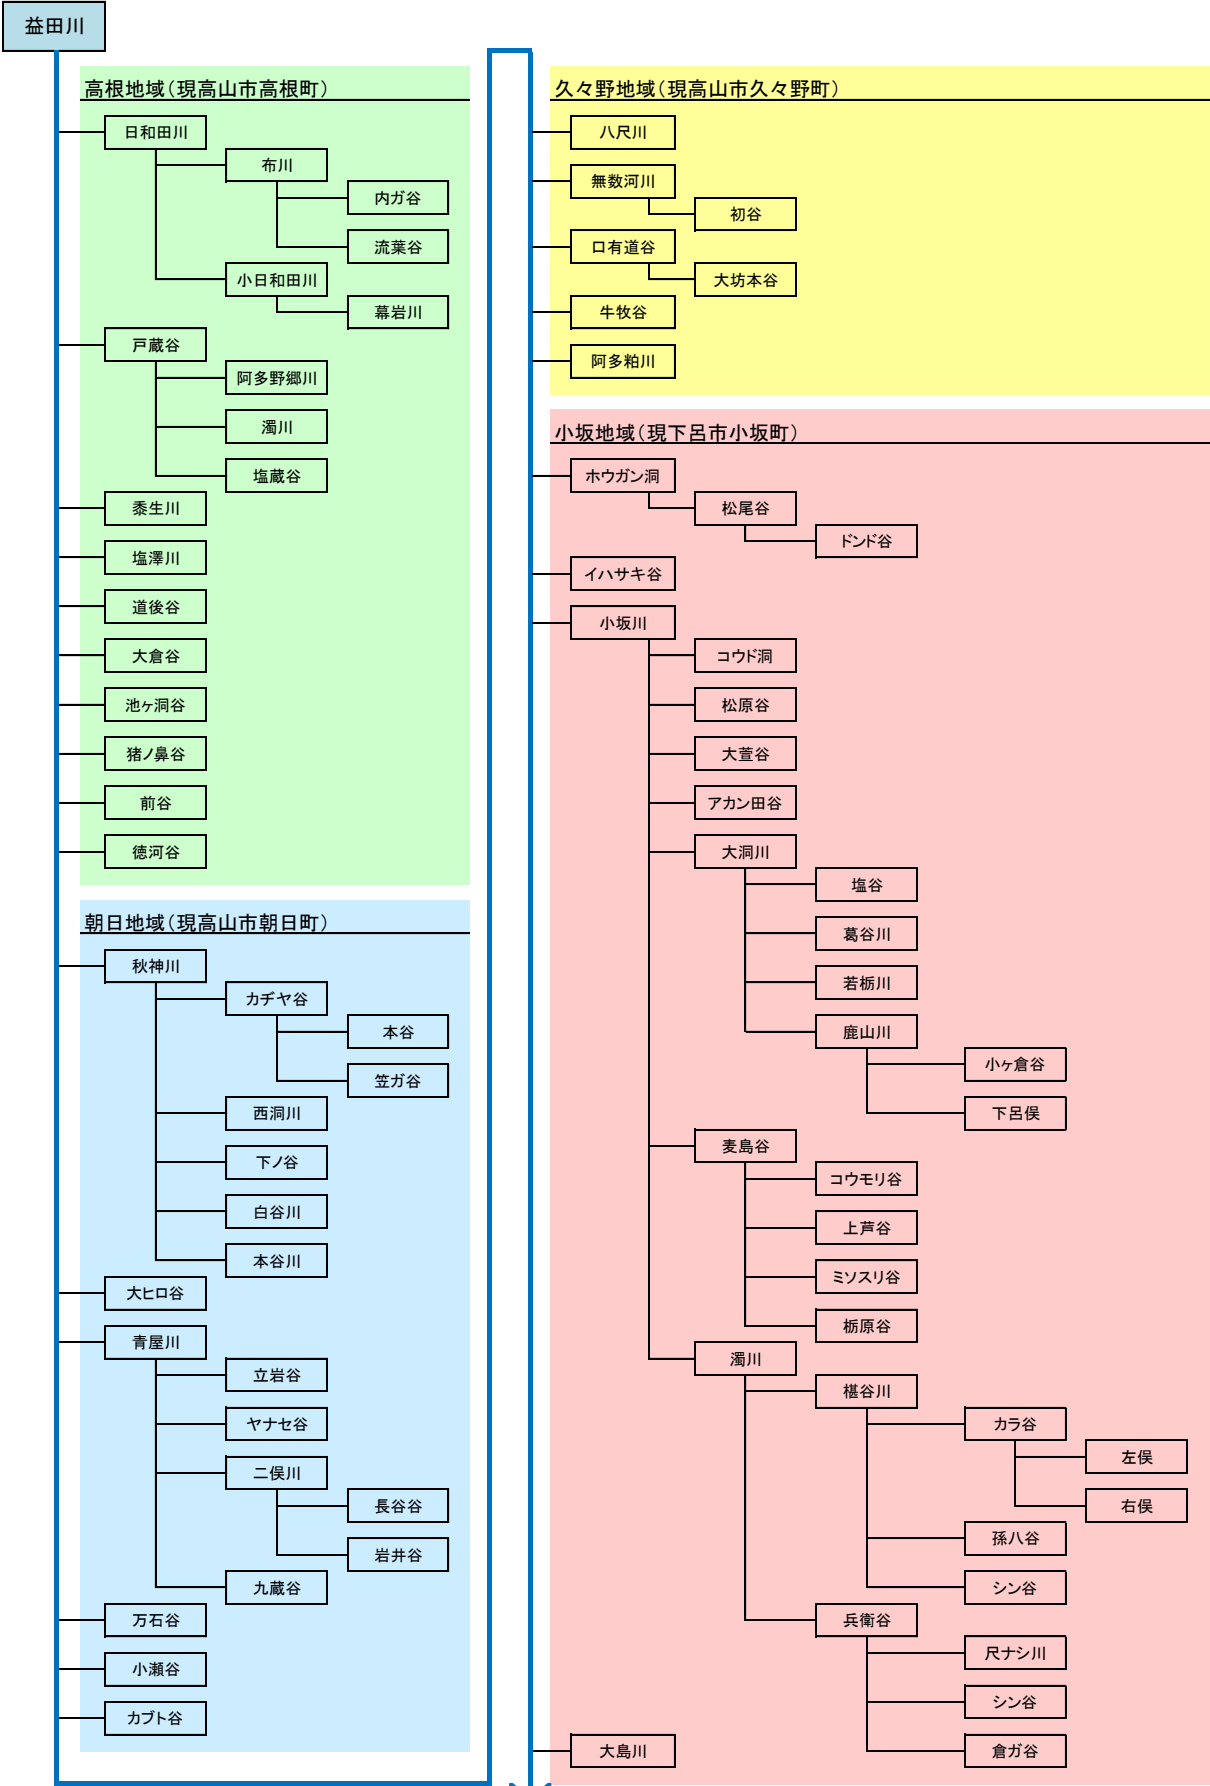 益田川
高根地域（現高山市高根町）
日和田川
布川
内ガ谷
流葉谷
小日和田川
幕岩川
戸蔵谷
阿多野郷川
濁川
塩蔵谷
黍生川
塩澤川
道後谷
大倉谷
池ヶ洞谷
猪ノ鼻谷
前谷
徳河谷
朝日地域（現高山市朝日町）
秋神川
カヂヤ谷
本谷
笠ガ谷
西洞川
下ノ谷
白谷川
本谷川
大ヒロ谷
青屋川
立岩谷
ヤナセ谷
二俣川
長谷谷
岩井谷
九蔵谷
万石谷
小瀬谷
カブト谷
久々野地域（現高山市久々野町）
八尺川
無数河川
初谷
口有道谷
大坊本谷
牛牧谷
阿多粕川
小坂地域（現下呂市小坂町）
ホウガン洞
松尾谷
ドンド谷
イハサキ谷
小坂川
コウド洞
松原谷
大萱谷
アカン田谷
大洞川
塩谷
葛谷川
若栃川
鹿山川
小ヶ倉谷
下呂俣
麦島谷
コウモリ谷
上芦谷
ミソスリ谷
栃原谷
濁川
椹谷川
カラ谷
左俣
右俣
孫八谷
シン谷
兵衛谷
尺ナシ川
シン谷
倉ガ谷
大島川